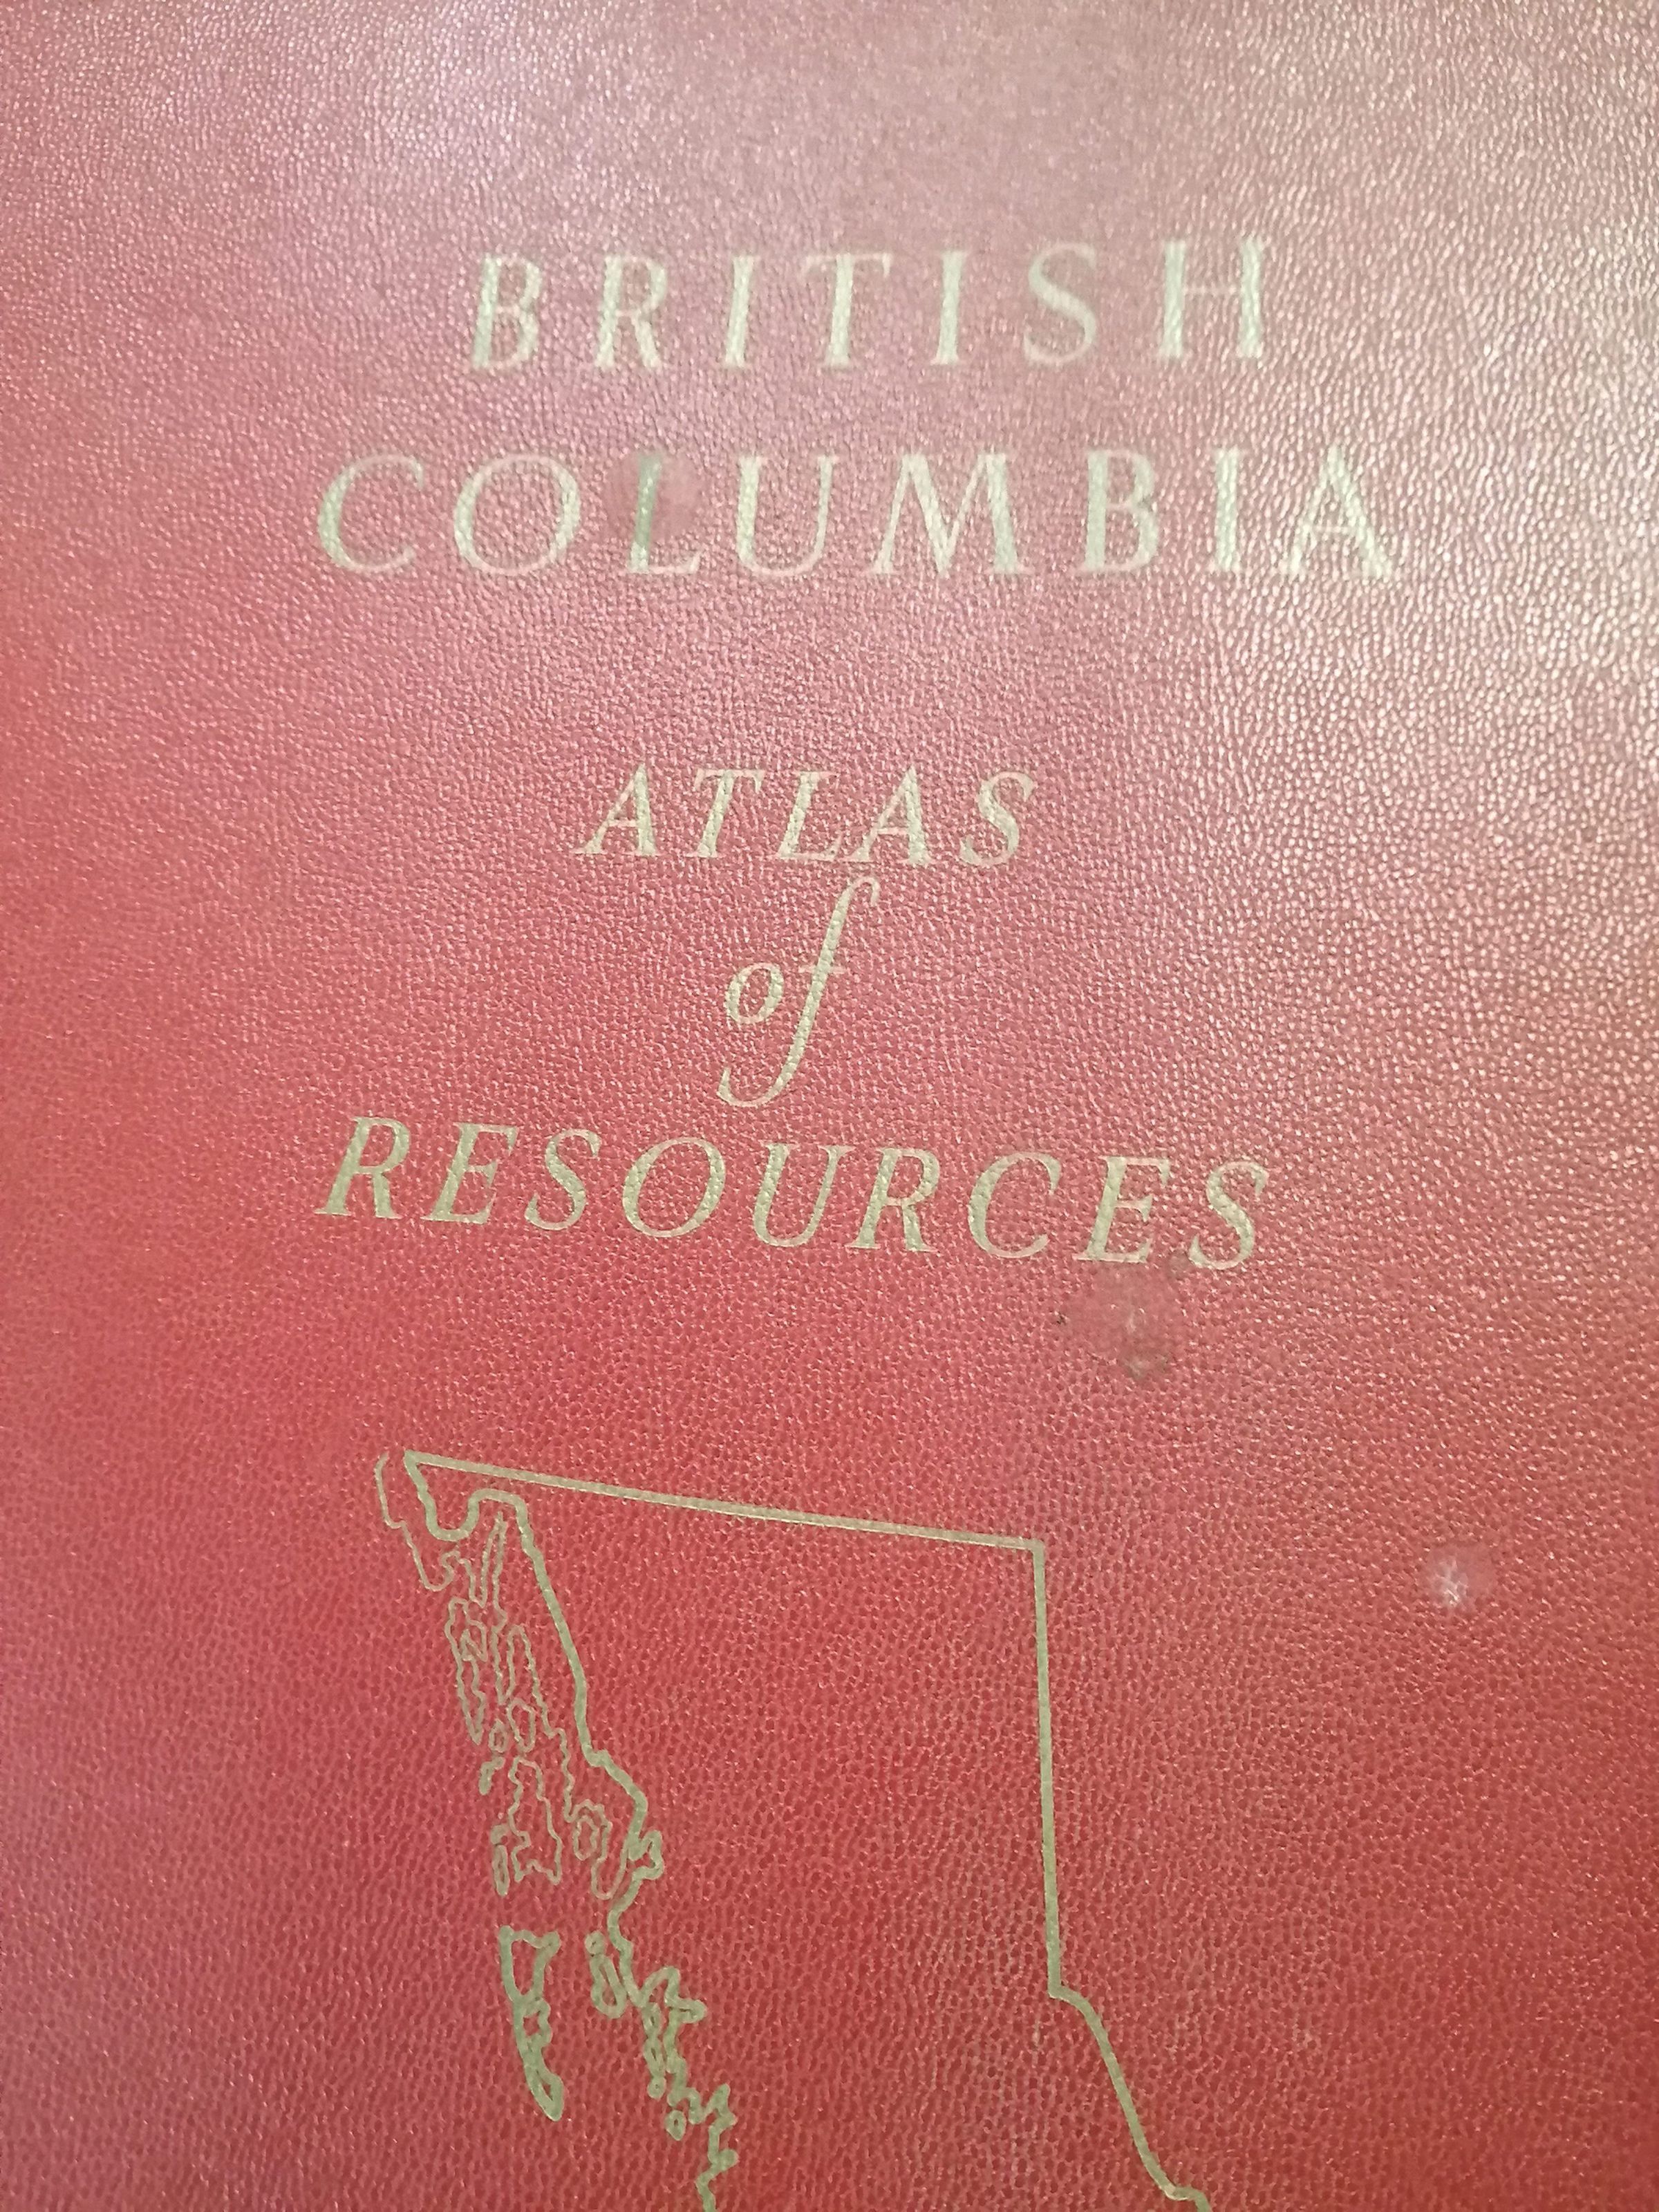 BRITISH
COLUMBIA
ATLAS
of
RESOURCES